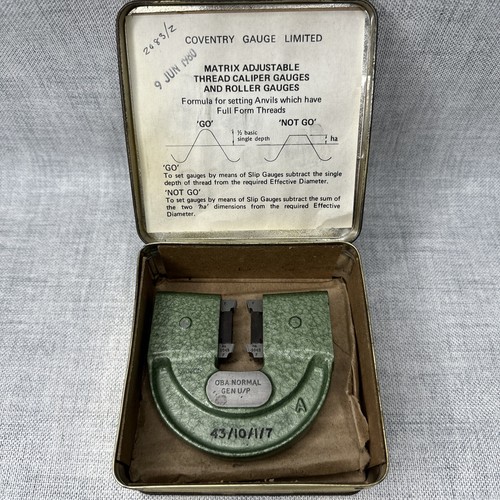 2683/2
9 JUN 1980
COVENTRY GAUGE LIMITED
MATRIX ADJUSTABLE
THREAD CALIPER GAUGES
AND ROLLER GAUGES
Formula for setting Anvils which have
Full Form Threads
'GO'
½ basic
single depth
'NOT GO'
ha
'GO'
To set gauges by means of Slip Gauges subtract the single
depth of thread from the required Effective Diameter.
'NOT GO'
To set gauges by means of Slip Gauges subtract the sum of
the two 'ha' dimensions from the required Effective
Diameter.
OBA.NORMAL
GEN U/P
A
43/10/1/7